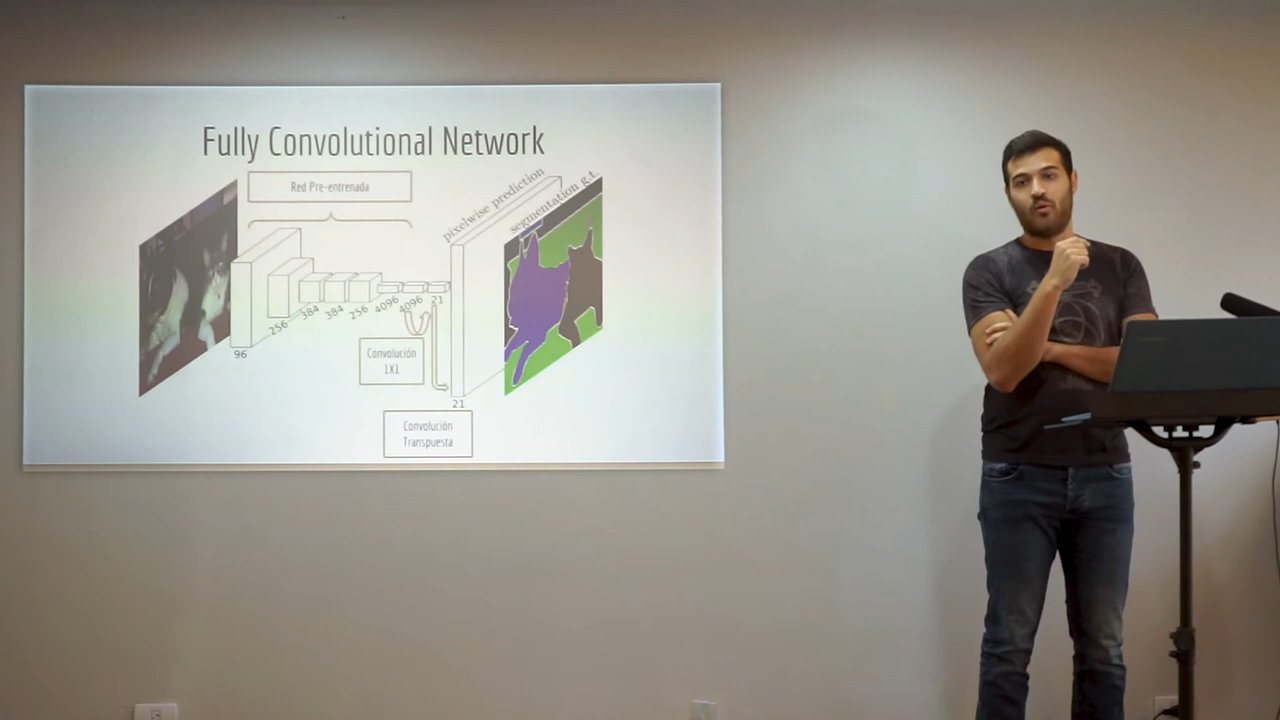 Fully Convolutional Network
Red Pre-entrenada
pixelwise prediction
segmentation g.t.
96
256
384
384
256
4096
4096
21
Convolución
1X1
21
Convolución
Transpuesta